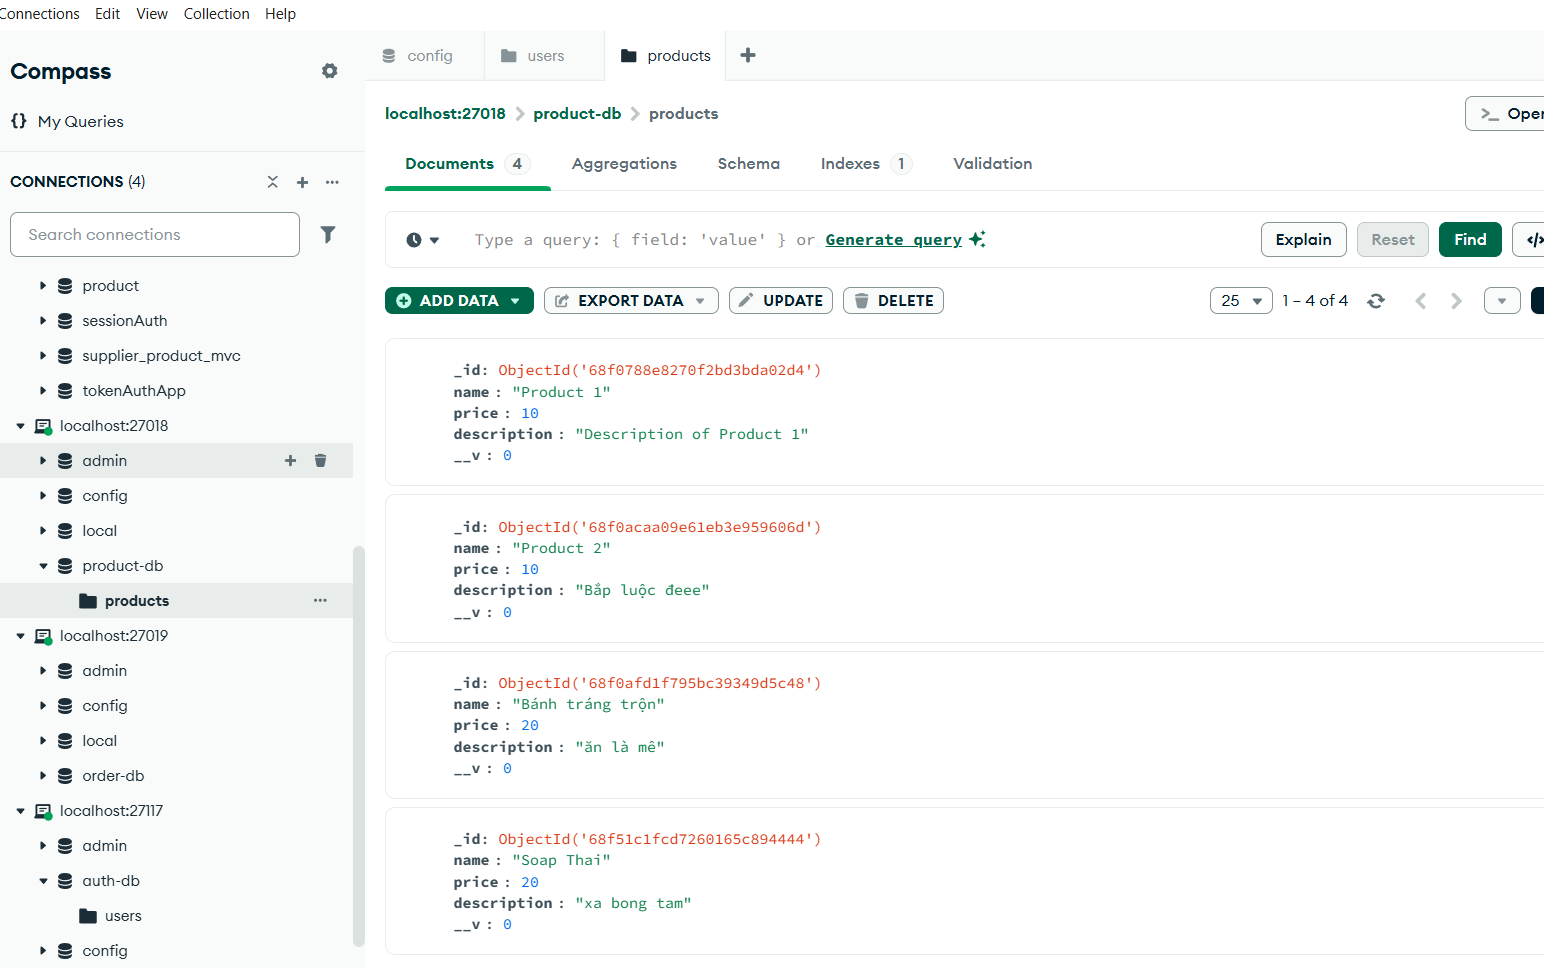 Connections Edit View Collection Help
Compass
My Queries
CONNECTIONS (4)
Search connections
product
sessionAuth
supplier_product_mvc
tokenAuthApp
localhost:27018
admin
config
local
product-db
products
localhost:27019
admin
config
local
order-db
localhost:27117
admin
auth-db
users
config
config
users
products
localhost:27018 > product-db > products
>_ Open
Documents 4
Aggregations
Schema
Indexes 1
Validation
Type a query: { field: 'value' } or Generate query
Explain
Reset
Find
</>
ADD DATA
EXPORT DATA
UPDATE
DELETE
25
1 – 4 of 4
_id: ObjectId('68f0788e8270f2bd3bda02d4')
name : "Product 1"
price : 10
description : "Description of Product 1"
__v : 0
_id: ObjectId('68f0acaa09e61eb3e959606d')
name : "Product 2"
price : 10
description : "Bắp luộc đeee"
__v : 0
_id: ObjectId('68f0afd1f795bc39349d5c48')
name : "Bánh tráng trộn"
price : 20
description : "ăn là mê"
__v : 0
_id: ObjectId('68f51c1fcd7260165c894444')
name : "Soap Thai"
price : 20
description : "xa bong tam"
__v : 0